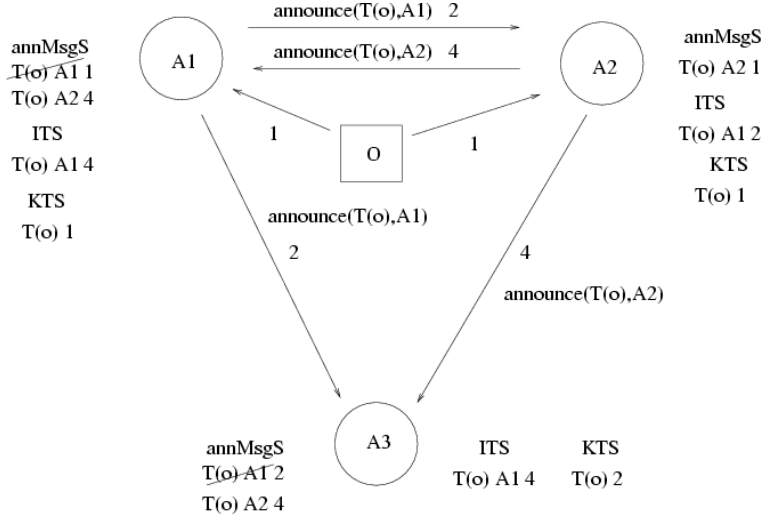 announce(T(o),A1) 2
annMsgS
T(o) A1 1
T(o) A2 4
ITS
T(o) A1 4
KTS
T(o) 1
A1
announce(T(o),A2) 4
A2
annMsgS
T(o) A2 1
ITS
T(o) A1 2
KTS
T(o) 1
1
O
1
announce(T(o),A1)
2
4
announce(T(o),A2)
annMsgS
T(o) A1 2
T(o) A2 4
A3
ITS
T(o) A1 4
KTS
T(o) 2